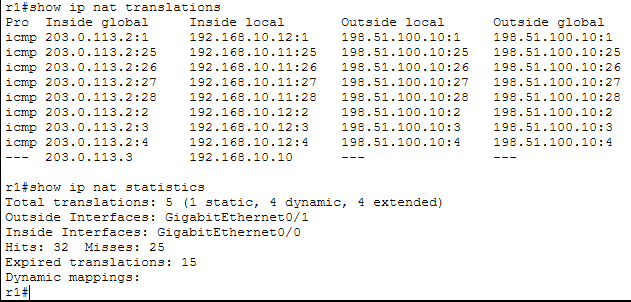 r1#show ip nat translations
Pro  Inside global     Inside local       Outside local      Outside global
icmp 203.0.113.2:1     192.168.10.12:1    198.51.100.10:1    198.51.100.10:1
icmp 203.0.113.2:25    192.168.10.11:25   198.51.100.10:25   198.51.100.10:25
icmp 203.0.113.2:26    192.168.10.11:26   198.51.100.10:26   198.51.100.10:26
icmp 203.0.113.2:27    192.168.10.11:27   198.51.100.10:27   198.51.100.10:27
icmp 203.0.113.2:28    192.168.10.11:28   198.51.100.10:28   198.51.100.10:28
icmp 203.0.113.2:2     192.168.10.12:2    198.51.100.10:2    198.51.100.10:2
icmp 203.0.113.2:3     192.168.10.12:3    198.51.100.10:3    198.51.100.10:3
icmp 203.0.113.2:4     192.168.10.12:4    198.51.100.10:4    198.51.100.10:4
---  203.0.113.3       192.168.10.10      ---                ---
r1#show ip nat statistics
Total translations: 5 (1 static, 4 dynamic, 4 extended)
Outside Interfaces: GigabitEthernet0/1
Inside Interfaces: GigabitEthernet0/0
Hits: 32  Misses: 25
Expired translations: 15
Dynamic mappings:
r1#